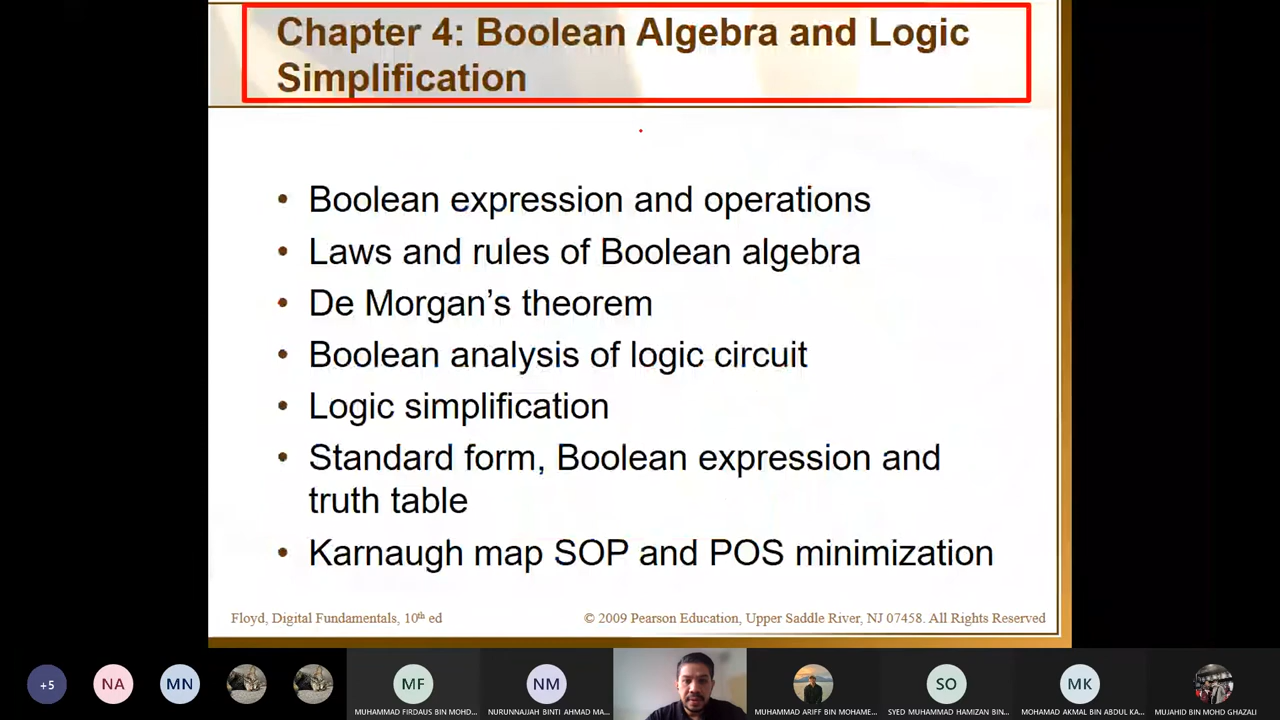 Chapter 4: Boolean Algebra and Logic
Simplification
• Boolean expression and operations
• Laws and rules of Boolean algebra
• De Morgan’s theorem
• Boolean analysis of logic circuit
• Logic simplification
• Standard form, Boolean expression and
truth table
• Karnaugh map SOP and POS minimization
Floyd, Digital Fundamentals, 10th ed
© 2009 Pearson Education, Upper Saddle River, NJ 07458. All Rights Reserved
+5
NA
MN
MF
NM
SO
MK
MUHAMMAD FIRDAUS BIN MOHD...
NURUNNAJAH BINTI AHMAD MA...
MUHAMMAD ARIFF BIN MOHAME...
SYED MUHAMMAD HAMIZAN BIN...
MOHAMAD AKMAL BIN ABDUL KA...
MUJAHID BIN MOHD GHAZALI